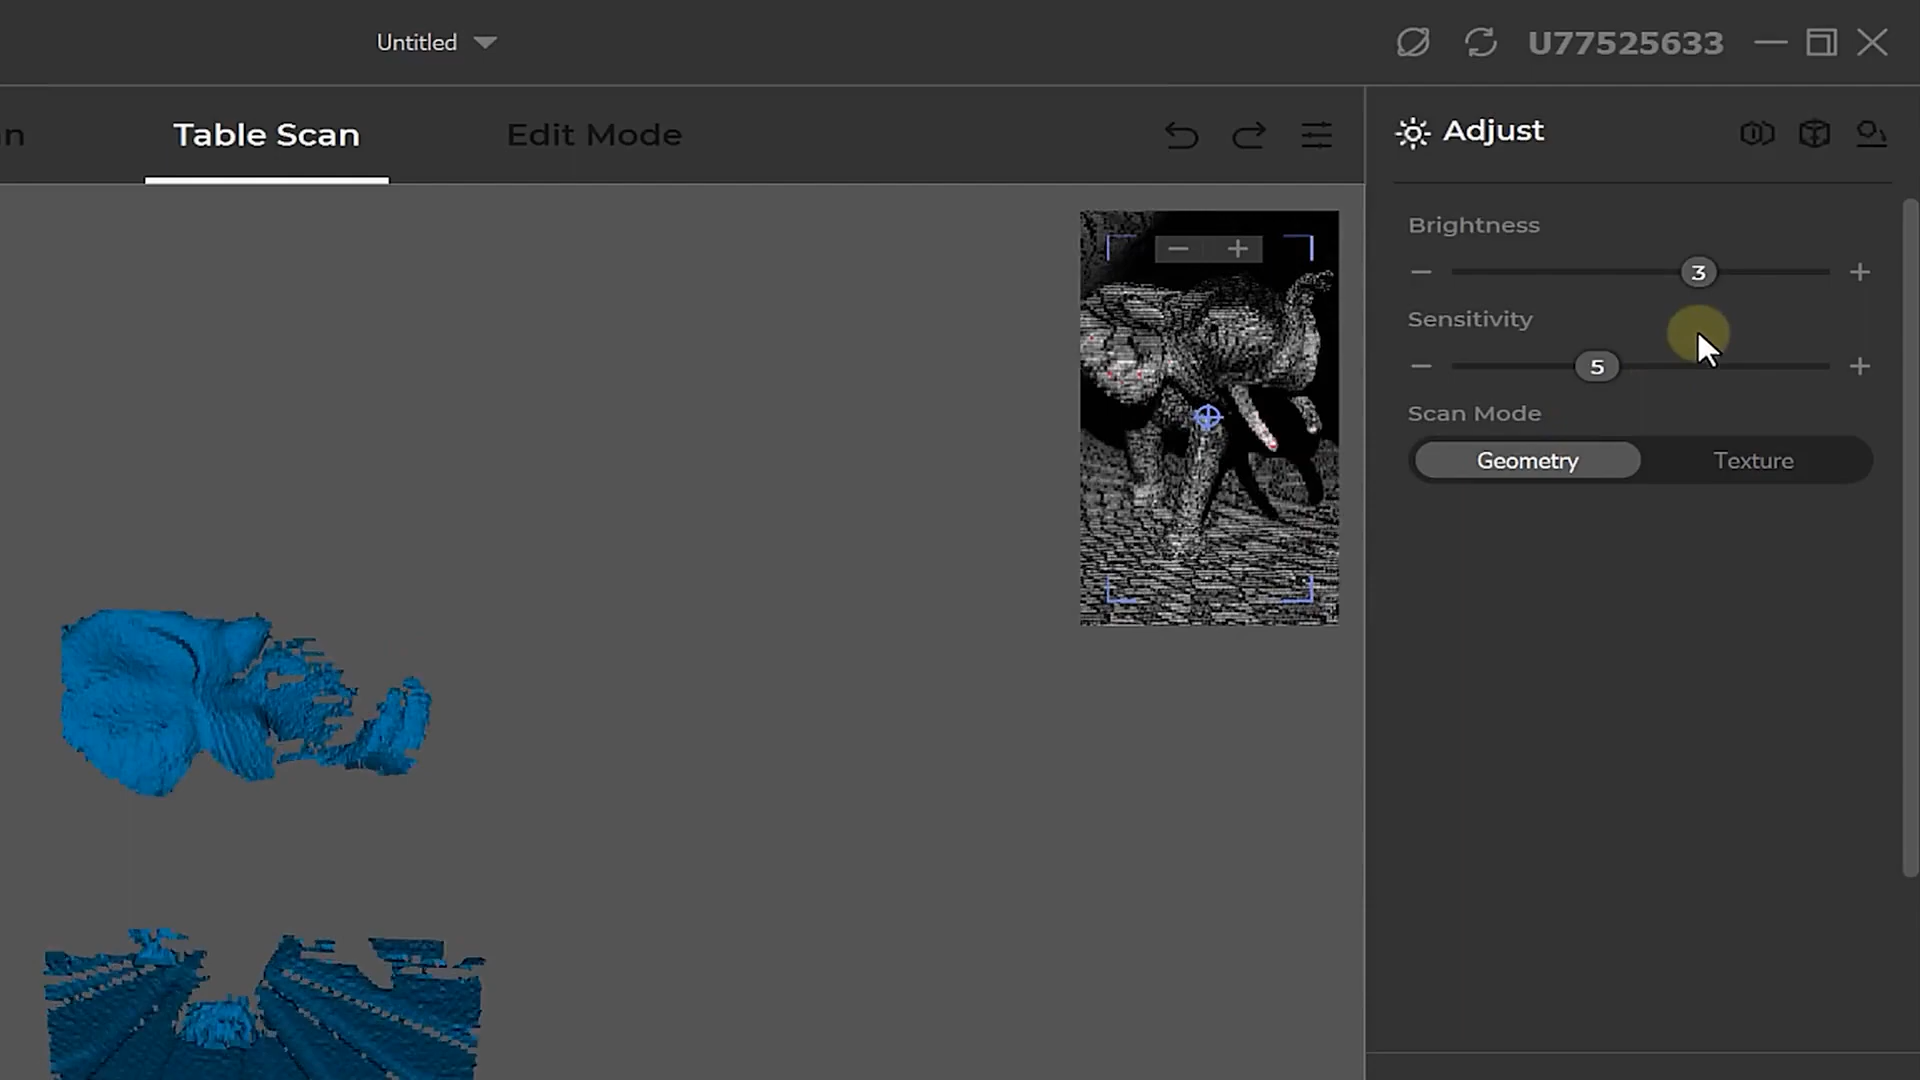 Untitled
U77525633
n
Table Scan
Edit Mode
Adjust
Brightness
3
Sensitivity
5
Scan Mode
Geometry
Texture